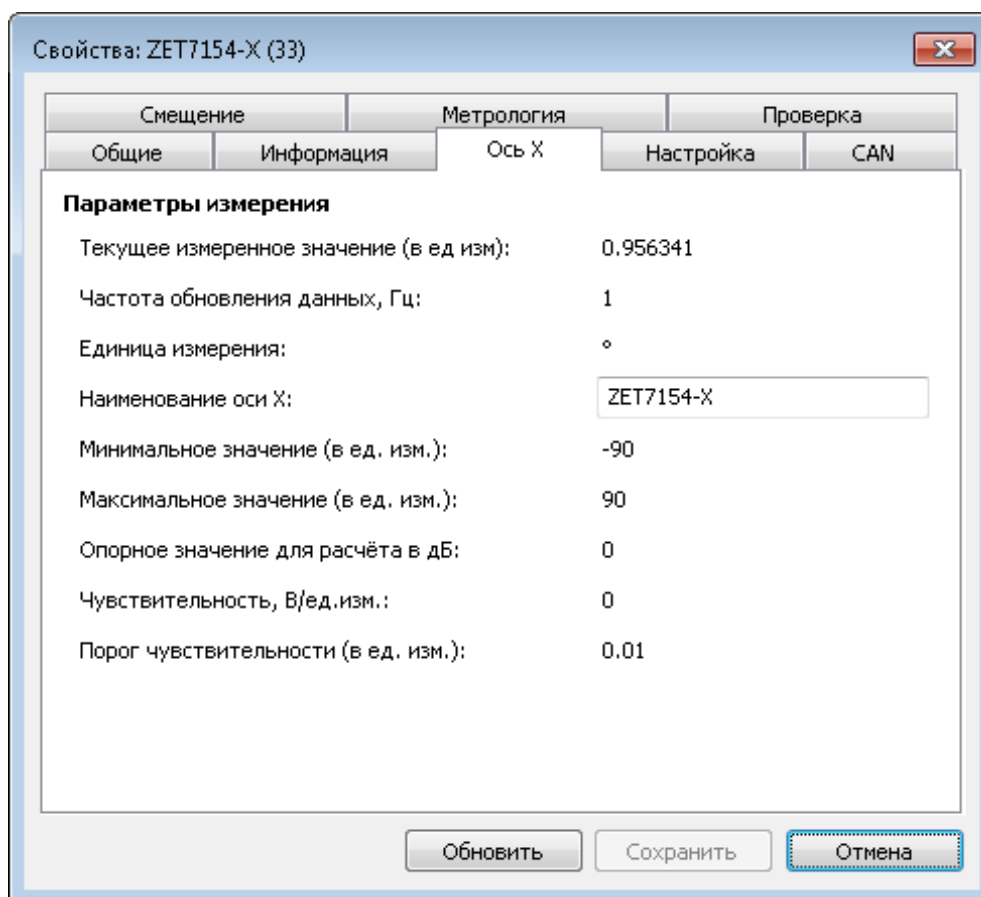 Свойства: ZET7154-X (33)
Смещение Метрология Проверка
Общие Информация Ось X Настройка CAN
Параметры измерения
Текущее измеренное значение (в ед изм): 0.956341
Частота обновления данных, Гц: 1
Единица измерения: °
Наименование оси X: ZET7154-X
Минимальное значение (в ед. изм.): -90
Максимальное значение (в ед. изм.): 90
Опорное значение для расчёта в дБ: 0
Чувствительность, В/ед.изм.: 0
Порог чувствительности (в ед. изм.): 0.01
Обновить Сохранить Отмена